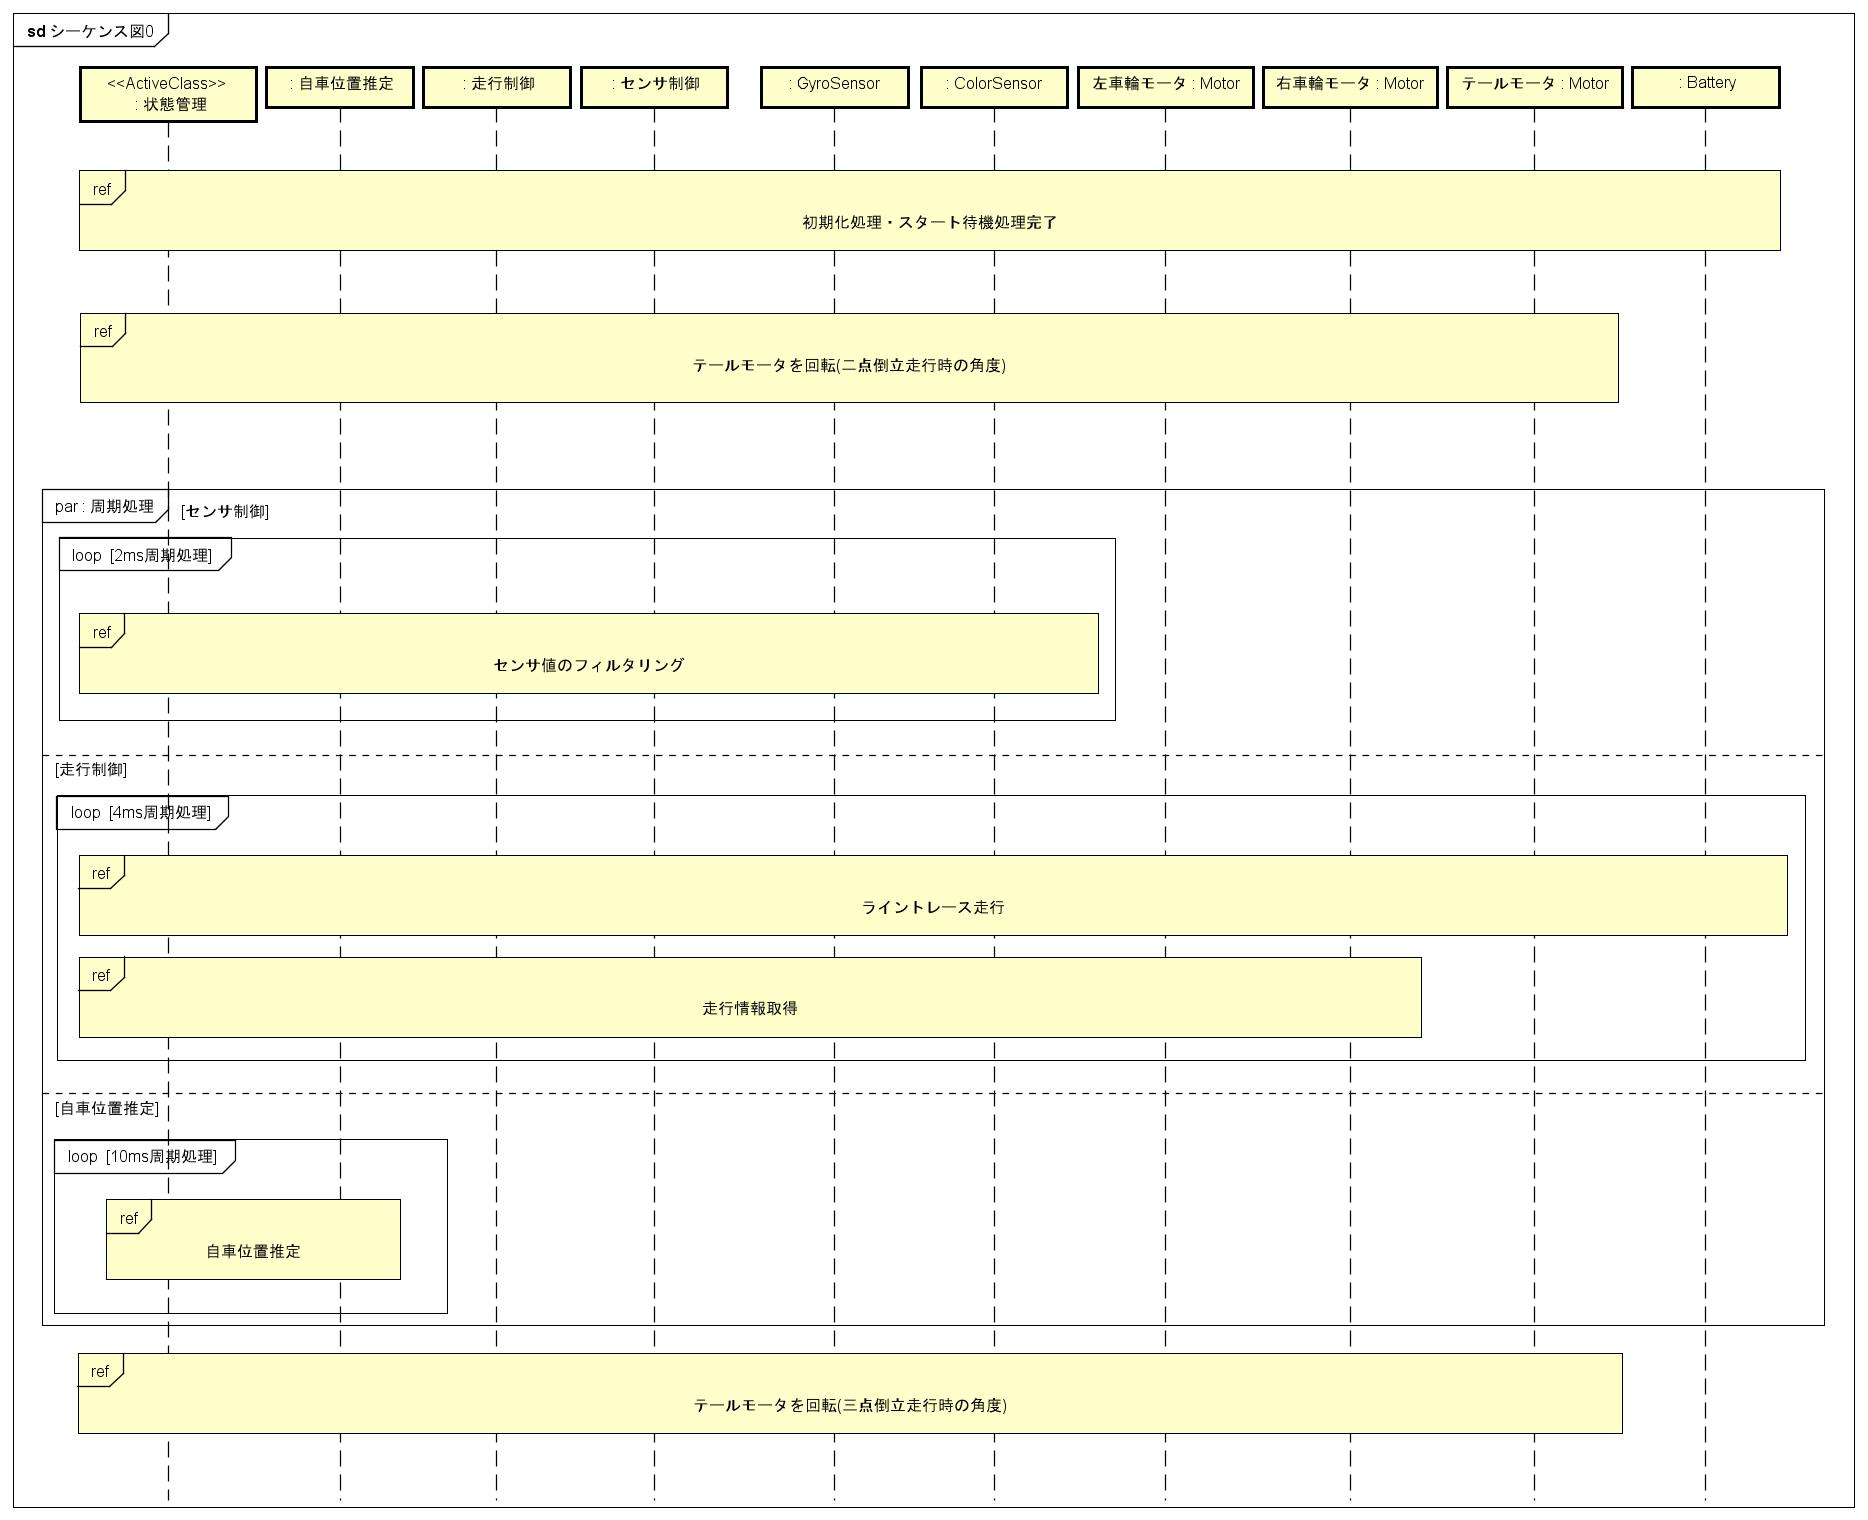 sd シーケンス図0
<<ActiveClass>>
: 状態管理
: 自車位置推定
: 走行制御
: センサ制御
: GyroSensor
: ColorSensor
左車輪モータ : Motor
右車輪モータ : Motor
テールモータ : Motor
: Battery
ref
初期化処理・スタート待機処理完了
ref
テールモータを回転(二点倒立走行時の角度)
par : 周期処理
[センサ制御]
loop [2ms周期処理]
ref
センサ値のフィルタリング
[走行制御]
loop [4ms周期処理]
ref
ライントレース走行
ref
走行情報取得
[自車位置推定]
loop [10ms周期処理]
ref
自車位置推定
ref
テールモータを回転(三点倒立走行時の角度)